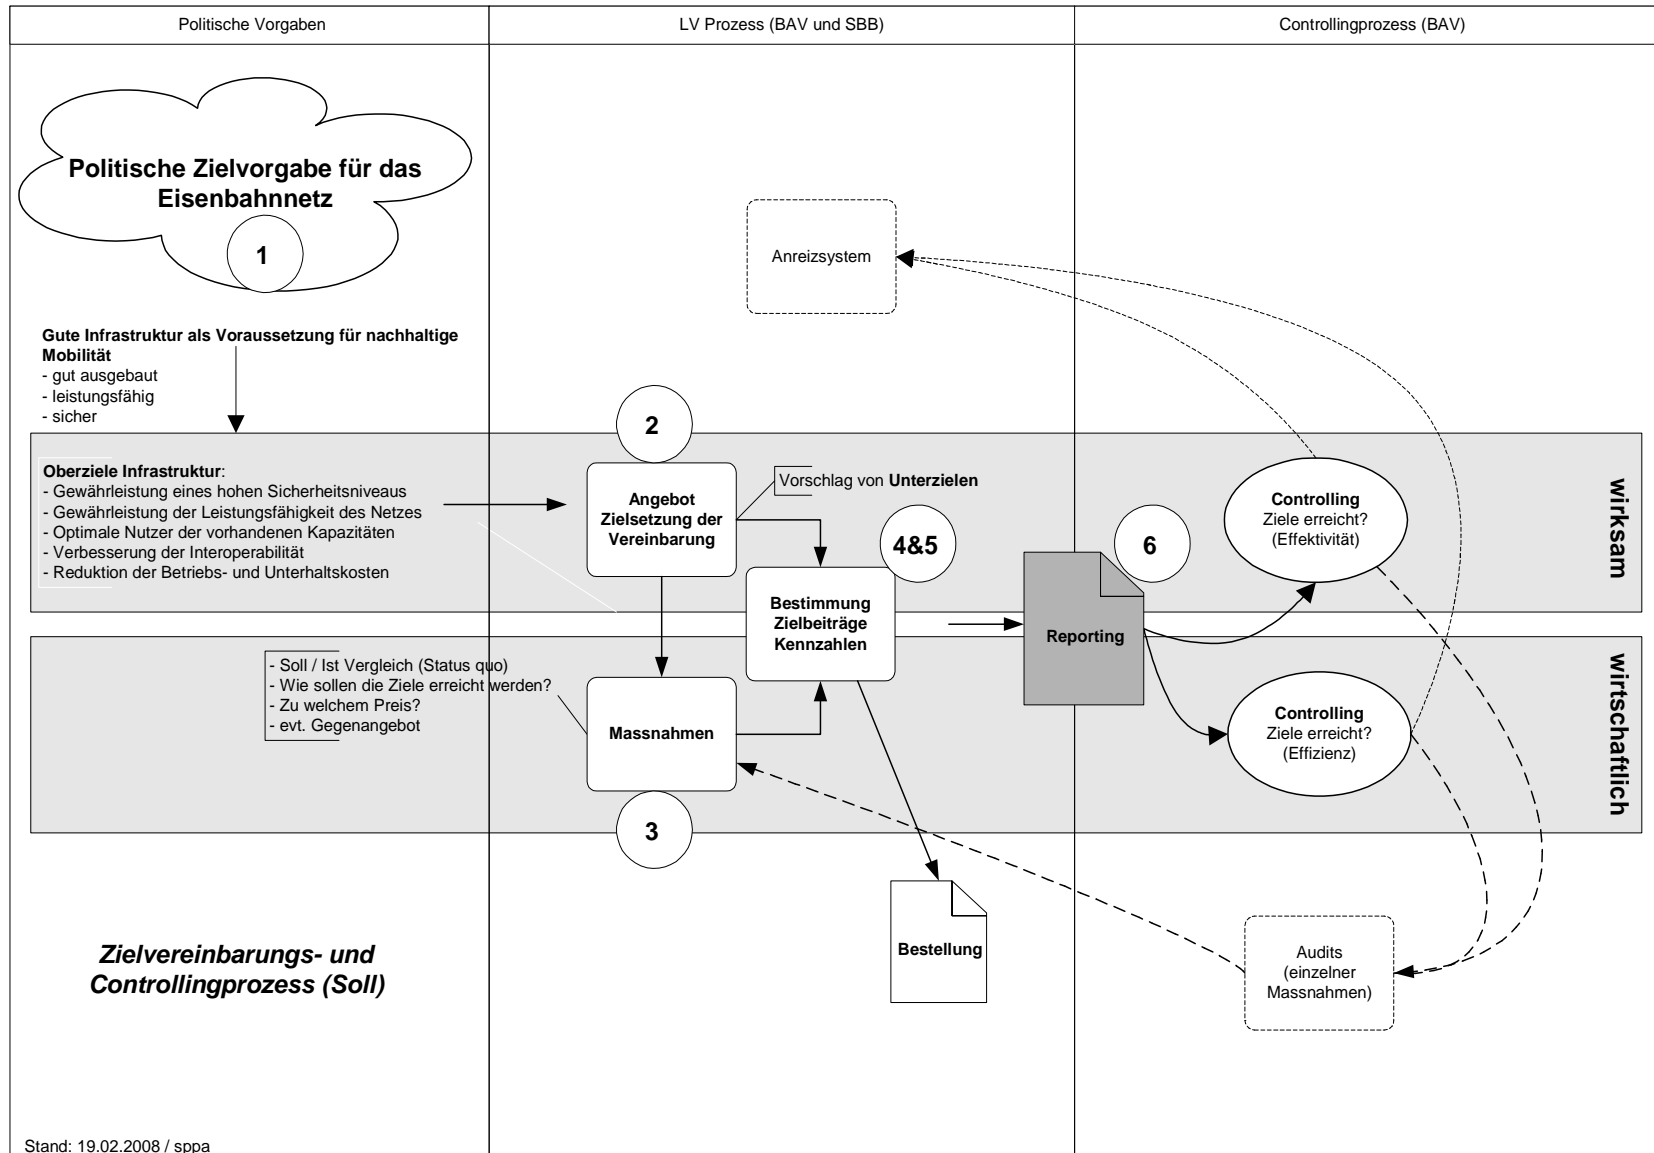 Politische Vorgaben
LV Prozess (BAV und SBB)
Controllingprozess (BAV)
Politische Zielvorgabe für das
Eisenbahnnetz
1
Anreizsystem
Gute Infrastruktur als Voraussetzung für nachhaltige
Mobilität
- gut ausgebaut
- leistungsfähig
- sicher
2
Oberziele Infrastruktur:
- Gewährleistung eines hohen Sicherheitsniveaus
- Gewährleistung der Leistungsfähigkeit des Netzes
- Optimale Nutzer der vorhandenen Kapazitäten
- Verbesserung der Interoperabilität
- Reduktion der Betriebs- und Unterhaltskosten
Angebot
Zielsetzung der
Vereinbarung
Vorschlag von Unterzielen
4&5
6
Controlling
Ziele erreicht?
(Effektivität)
wirksam
Bestimmung
Zielbeiträge
Kennzahlen
Reporting
- Soll / Ist Vergleich (Status quo)
- Wie sollen die Ziele erreicht werden?
- Zu welchem Preis?
- evt. Gegenangebot
Massnahmen
Controlling
Ziele erreicht?
(Effizienz)
wirtschaftlich
3
Bestellung
Audits
(einzelner
Massnahmen)
Zielvereinbarungs- und
Controllingprozess (Soll)
Stand: 19.02.2008 / sppa